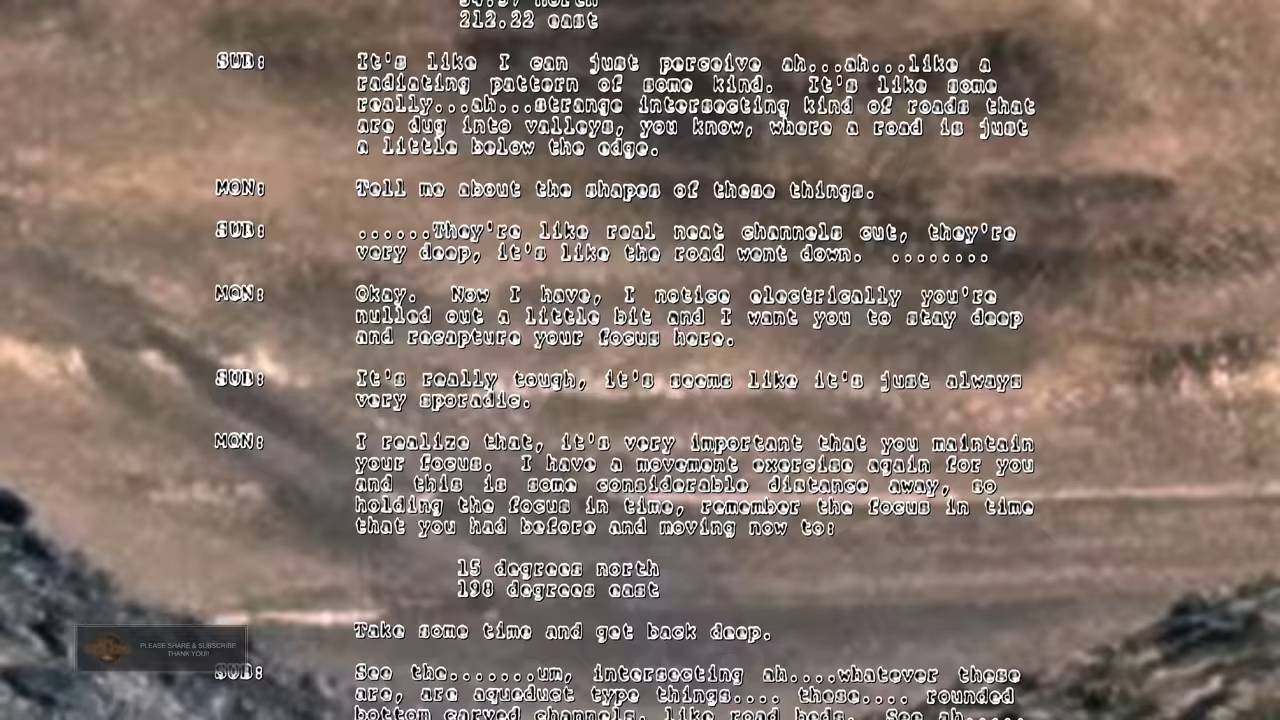 212.22 east
SUB: It's like I can just perceive ah...ah...like a
radiating pattern of some kind. It's like some
really...ah...strange intersecting kind of roads that
are dug into valleys, you know, where a road is just
a little below the edge.
MON: Tell me about the shapes of these things.
SUB: ......They're like real neat channels cut, they're
very deep, it's like the road went down. ........
MON: Okay. Now I have, I notice electrically you're
nulled out a little bit and I want you to stay deep
and recapture your focus here.
SUB: It's really tough, it's seems like it's just always
very sporadic.
MON: I realize that, it's very important that you maintain
your focus. I have a movement exercise again for you
and this is some considerable distance away, so
holding the focus in time, remember the focus in time
that you had before and moving now to:
15 degrees north
198 degrees east
Take some time and get back deep.
PLEASE SHARE & SUBSCRIBE
THANK YOU!!
SUB: See the.......um, intersecting ah....whatever these
are, are aqueduct type things.... these.... rounded
bottom carved channels, like road beds. See ah.....